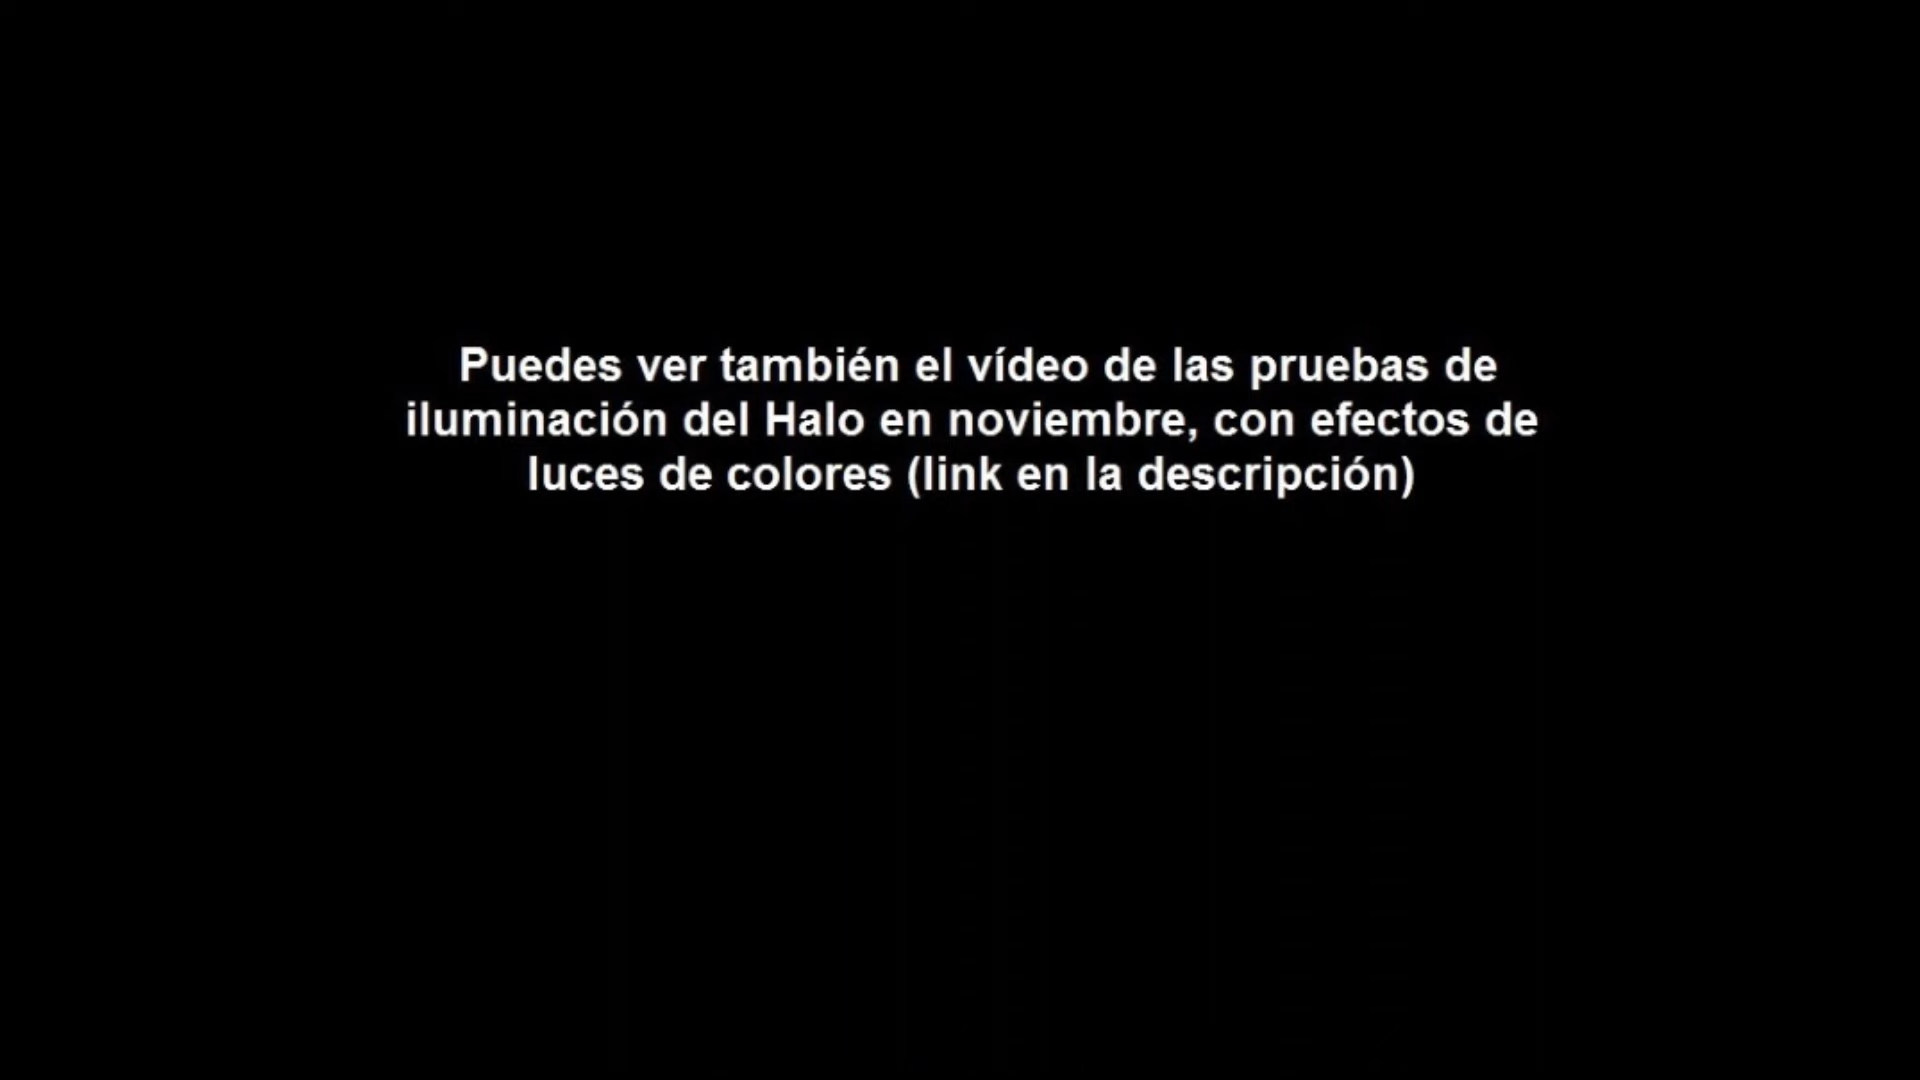 Puedes ver también el vídeo de las pruebas de
iluminación del Halo en noviembre, con efectos de
luces de colores (link en la descripción)